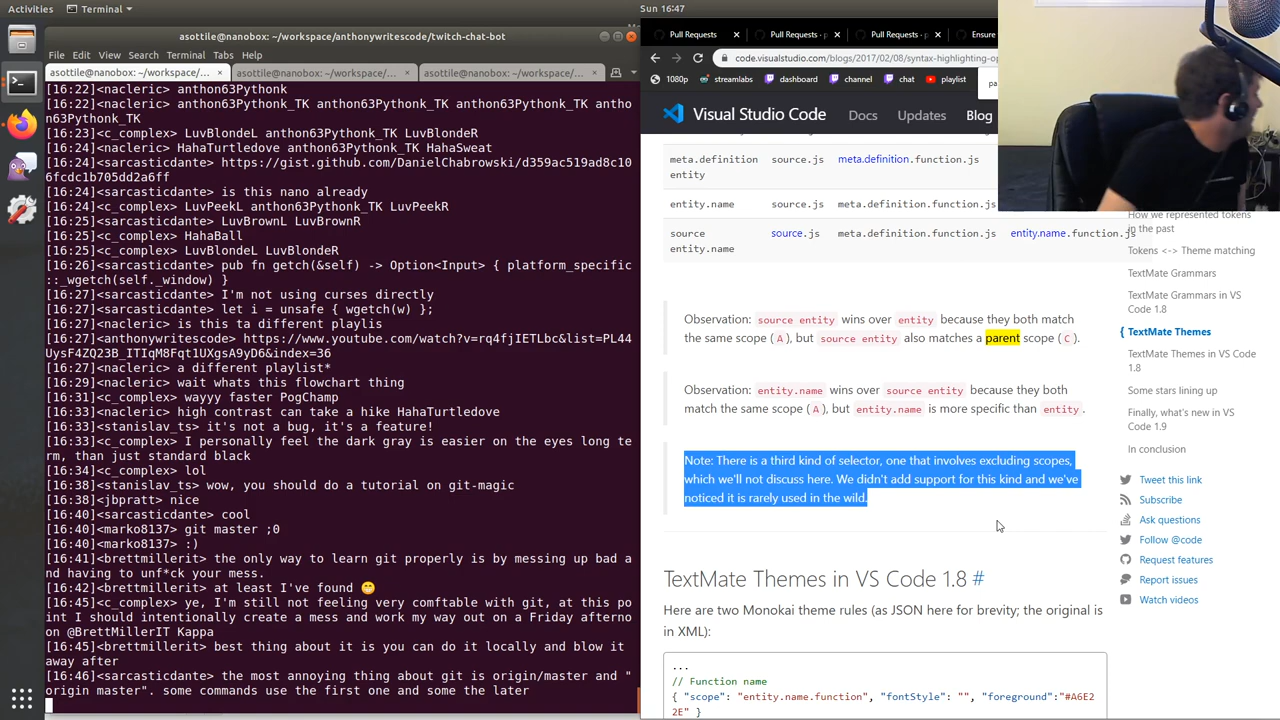 Activities
Terminal
Sun 16:47
asottile@nanobox: ~/workspace/anthonywritescode/twitch-chat-bot
File Edit View Search Terminal Tabs Help
asottile@nanobox: ~/workspace/... × asottile@nanobox: ~/workspace/... × asottile@nanobox: ~/workspace/... ×
[16:22]<nacleric> anthon63Pythonk
[16:22]<nacleric> anthon63Pythonk_TK anthon63Pythonk_TK antho
n63Pythonk_TK
[16:23]<c_complex> LuvBlondeL anthon63Pythonk_TK LuvBlondeR
[16:24]<c_complex> HahaTurtledove anthon63Pythonk_TK HahaSweat
[16:24]<sarcasticdante> https://gist.github.com/DanielChabrowski/d359ac519ad8c10
6fcdc1b705dd2a6ff
[16:24]<sarcasticdante> is this nano already
[16:24]<c_complex> LuvPeekL anthon63Pythonk_TK LuvPeekR
[16:25]<sarcasticdante> LuvBrownL LuvBrownR
[16:25]<c_complex> HahaBall
[16:25]<c_complex> LuvBlondeL LuvBlondeR
[16:26]<sarcasticdante> pub fn getch(&self) -> Option<Input> { platform_specific
::_wgetch(self._window) }
[16:27]<sarcasticdante> I'm not using curses directly
[16:27]<sarcasticdante> let i = unsafe { wgetch(w) };
[16:27]<nacleric> is this ta different playlis
[16:27]<anthonywritescode> https://www.youtube.com/watch?v=rq4fjIETLbc&list=PL44
UysF4ZQ23B_ITIqM8Fqt1UXgsA9yD6&index=36
[16:27]<nacleric> a different playlist*
[16:29]<nacleric> wait whats this flowchart thing
[16:31]<c_complex> wayyy faster PogChamp
[16:33]<nacleric> high contrast can take a hike HahaTurtledove
[16:33]<stanislav_ts> it's not a bug, it's a feature!
[16:33]<c_complex> I personally feel the dark gray is easier on the eyes long te
rm, than just standard black
[16:34]<c_complex> lol
[16:38]<stanislav_ts> wow, you should do a tutorial on git-magic
[16:38]<jbpratt> nice
[16:40]<sarcasticdante> cool
[16:40]<marko8137> git master ;0
[16:40]<marko8137> :)
[16:41]<brettmillerit> the only way to learn git properly is by messing up bad a
nd having to unf*ck your mess.
[16:42]<brettmillerit> at least I've found 😁
[16:45]<c_complex> ye, I'm still not feeling very comftable with git, at this po
int I should intentionally create a mess and work my way out on a Friday afterno
on @BrettMillerIT Kappa
[16:45]<brettmillerit> best thing about it is you can do it locally and blow it
away after
[16:46]<sarcasticdante> the most annoying thing about git is origin/master and "
origin master". some commands use the first one and some the later
Pull Requests × Pull Requests · × Pull Requests · × Ensure
code.visualstudio.com/blogs/2017/02/08/syntax-highlighting-op
1080p streamlabs dashboard channel chat playlist
pa
Visual Studio Code Docs Updates Blog
meta.definition source.js meta.definition.function.js
entity
entity.name source.js meta.definition.function.js
source source.js meta.definition.function.js entity.name.function.js
entity.name
Observation: source entity wins over entity because they both match
the same scope (A), but source entity also matches a parent scope (C).
Observation: entity.name wins over source entity because they both
match the same scope (A), but entity.name is more specific than entity.
Note: There is a third kind of selector, one that involves excluding scopes,
which we'll not discuss here. We didn't add support for this kind and we've
noticed it is rarely used in the wild.
TextMate Themes in VS Code 1.8 #
Here are two Monokai theme rules (as JSON here for brevity; the original is
in XML):
...
// Function name
{ "scope": "entity.name.function", "fontStyle": "", "foreground":"#A6E2
2E" }
How we represented tokens
in the past
Tokens <-> Theme matching
TextMate Grammars
TextMate Grammars in VS
Code 1.8
{ TextMate Themes
TextMate Themes in VS Code
1.8
Some stars lining up
Finally, what's new in VS
Code 1.9
In conclusion
Tweet this link
Subscribe
Ask questions
Follow @code
Request features
Report issues
Watch videos